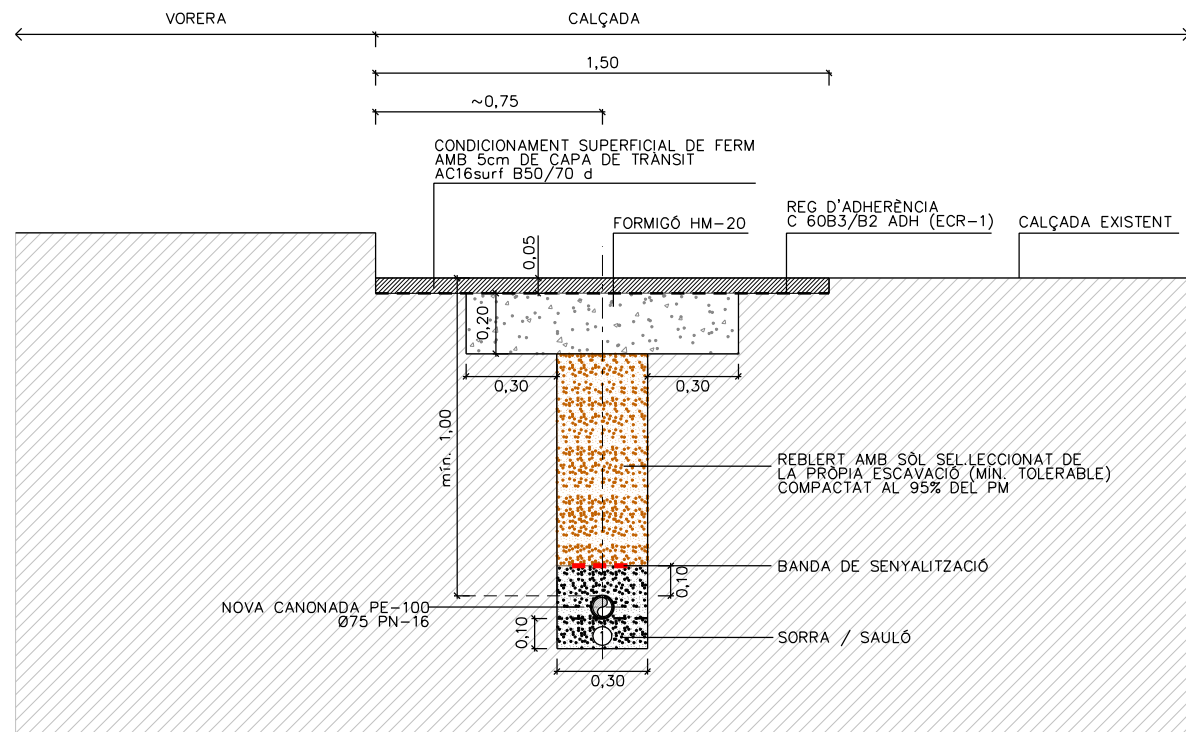 VORERA
CALÇADA
1,50
~0,75
CONDICIONAMENT SUPERFICIAL DE FERM
AMB 5cm DE CAPA DE TRÀNSIT
AC16surf B50/70 d
FORMIGÓ HM-20
REG D'ADHERÈNCIA
C 60B3/B2 ADH (ECR-1)
CALÇADA EXISTENT
0,05
0,20
0,30
0,30
mín. 1,00
REBLERT AMB SÒL SEL.LECCIONAT DE
LA PRÒPIA ESCAVACIÓ (MÍN. TOLERABLE)
COMPACTAT AL 95% DEL PM
BANDA DE SENYALITZACIÓ
0,10
NOVA CANONADA PE-100
Ø75 PN-16
0,10
SORRA / SAULÓ
0,30